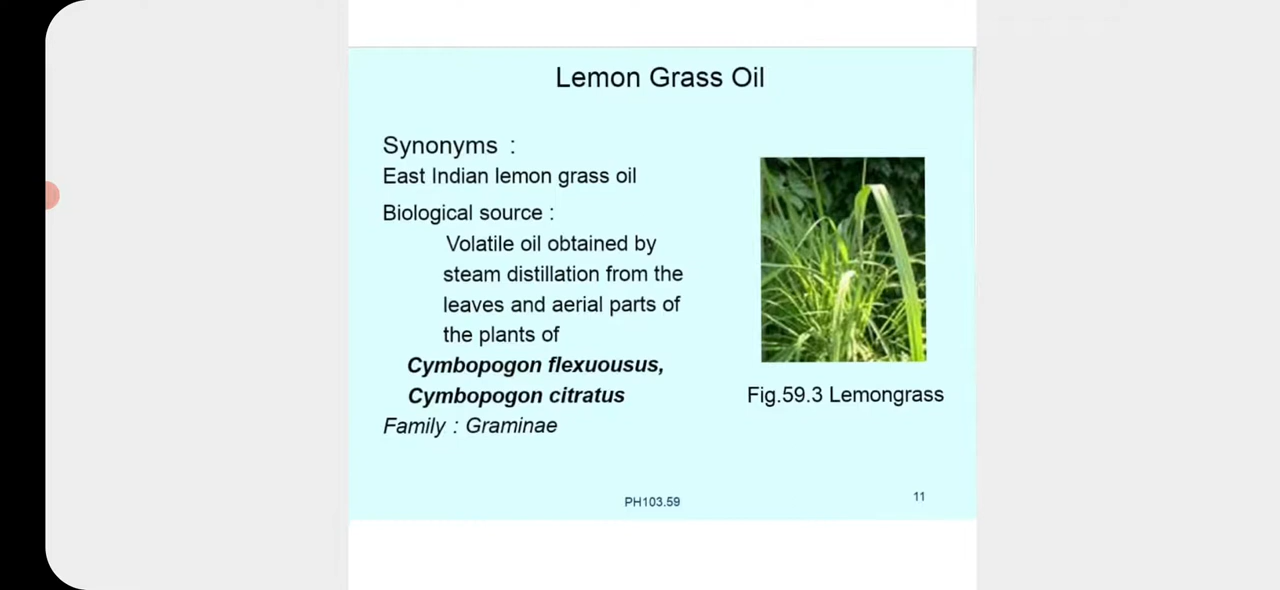 Lemon Grass Oil
Synonyms :
East Indian lemon grass oil
Biological source :
Volatile oil obtained by
steam distillation from the
leaves and aerial parts of
the plants of
Cymbopogon flexuousus,
Cymbopogon citratus
Family : Graminae
Fig.59.3 Lemongrass
PH103.59
11